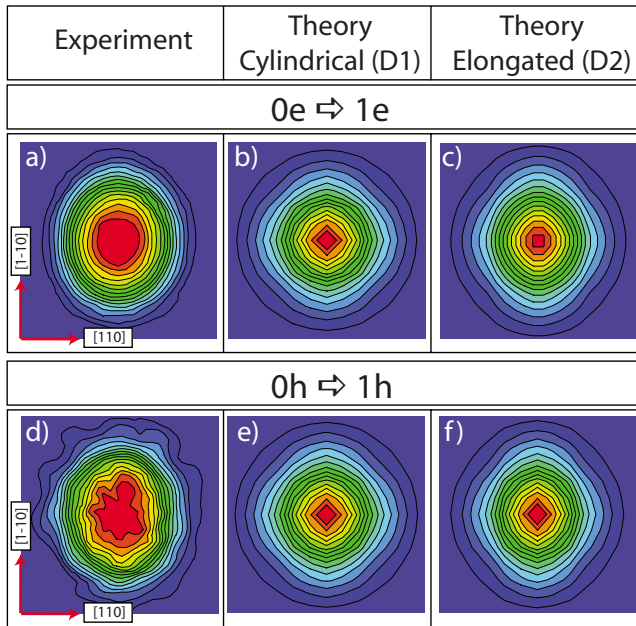 Experiment
Theory
Cylindrical (D1)
Theory
Elongated (D2)
0e ⇨ 1e
a)
b)
c)
[1-10]
[110]
0h ⇨ 1h
d)
e)
f)
[1-10]
[110]